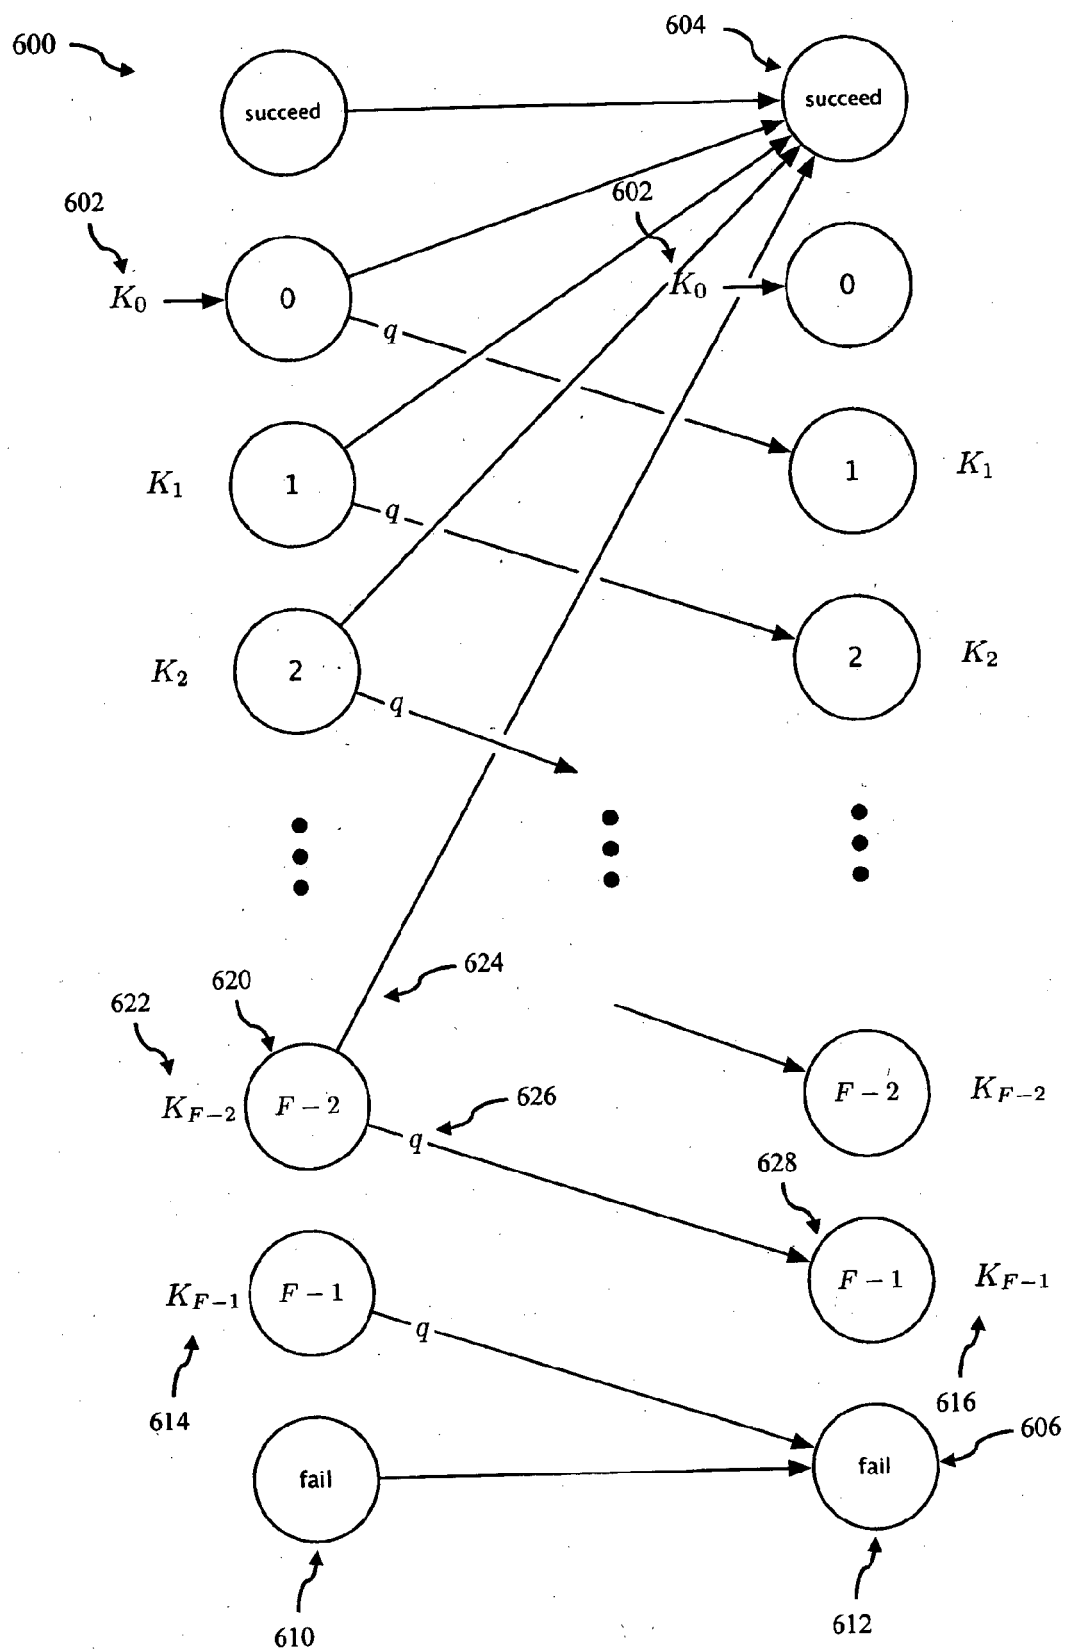 600
604
succeed
succeed
602
602
K₀
0
K₀
0
q
K₁
1
q
1
K₁
K₂
2
q
2
K₂
624
620
622
K_{F−2}
F − 2
626
q
F − 2
K_{F−2}
628
K_{F−1}
F − 1
q
F − 1
K_{F−1}
614
616
606
fail
fail
610
612